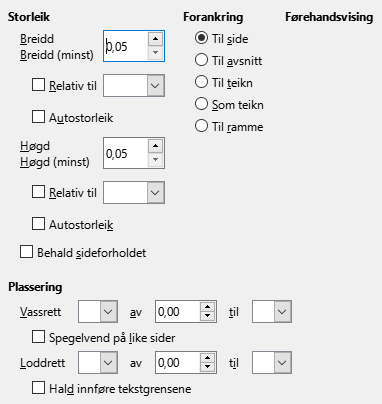 Storleik
Forankring
Førehandsvising
Breidd
Breidd (minst)
0,05
Til side
Relativ til
Til avsnitt
Autostorleik
Til teikn
Høgd
Høgd (minst)
0,05
Som teikn
Til ramme
Relativ til
Autostorleik
Behald sideforholdet
Plassering
Vassrett av 0,00 til
Spegelvend på like sider
Loddrett av 0,00 til
Hald innføre tekstgrensene